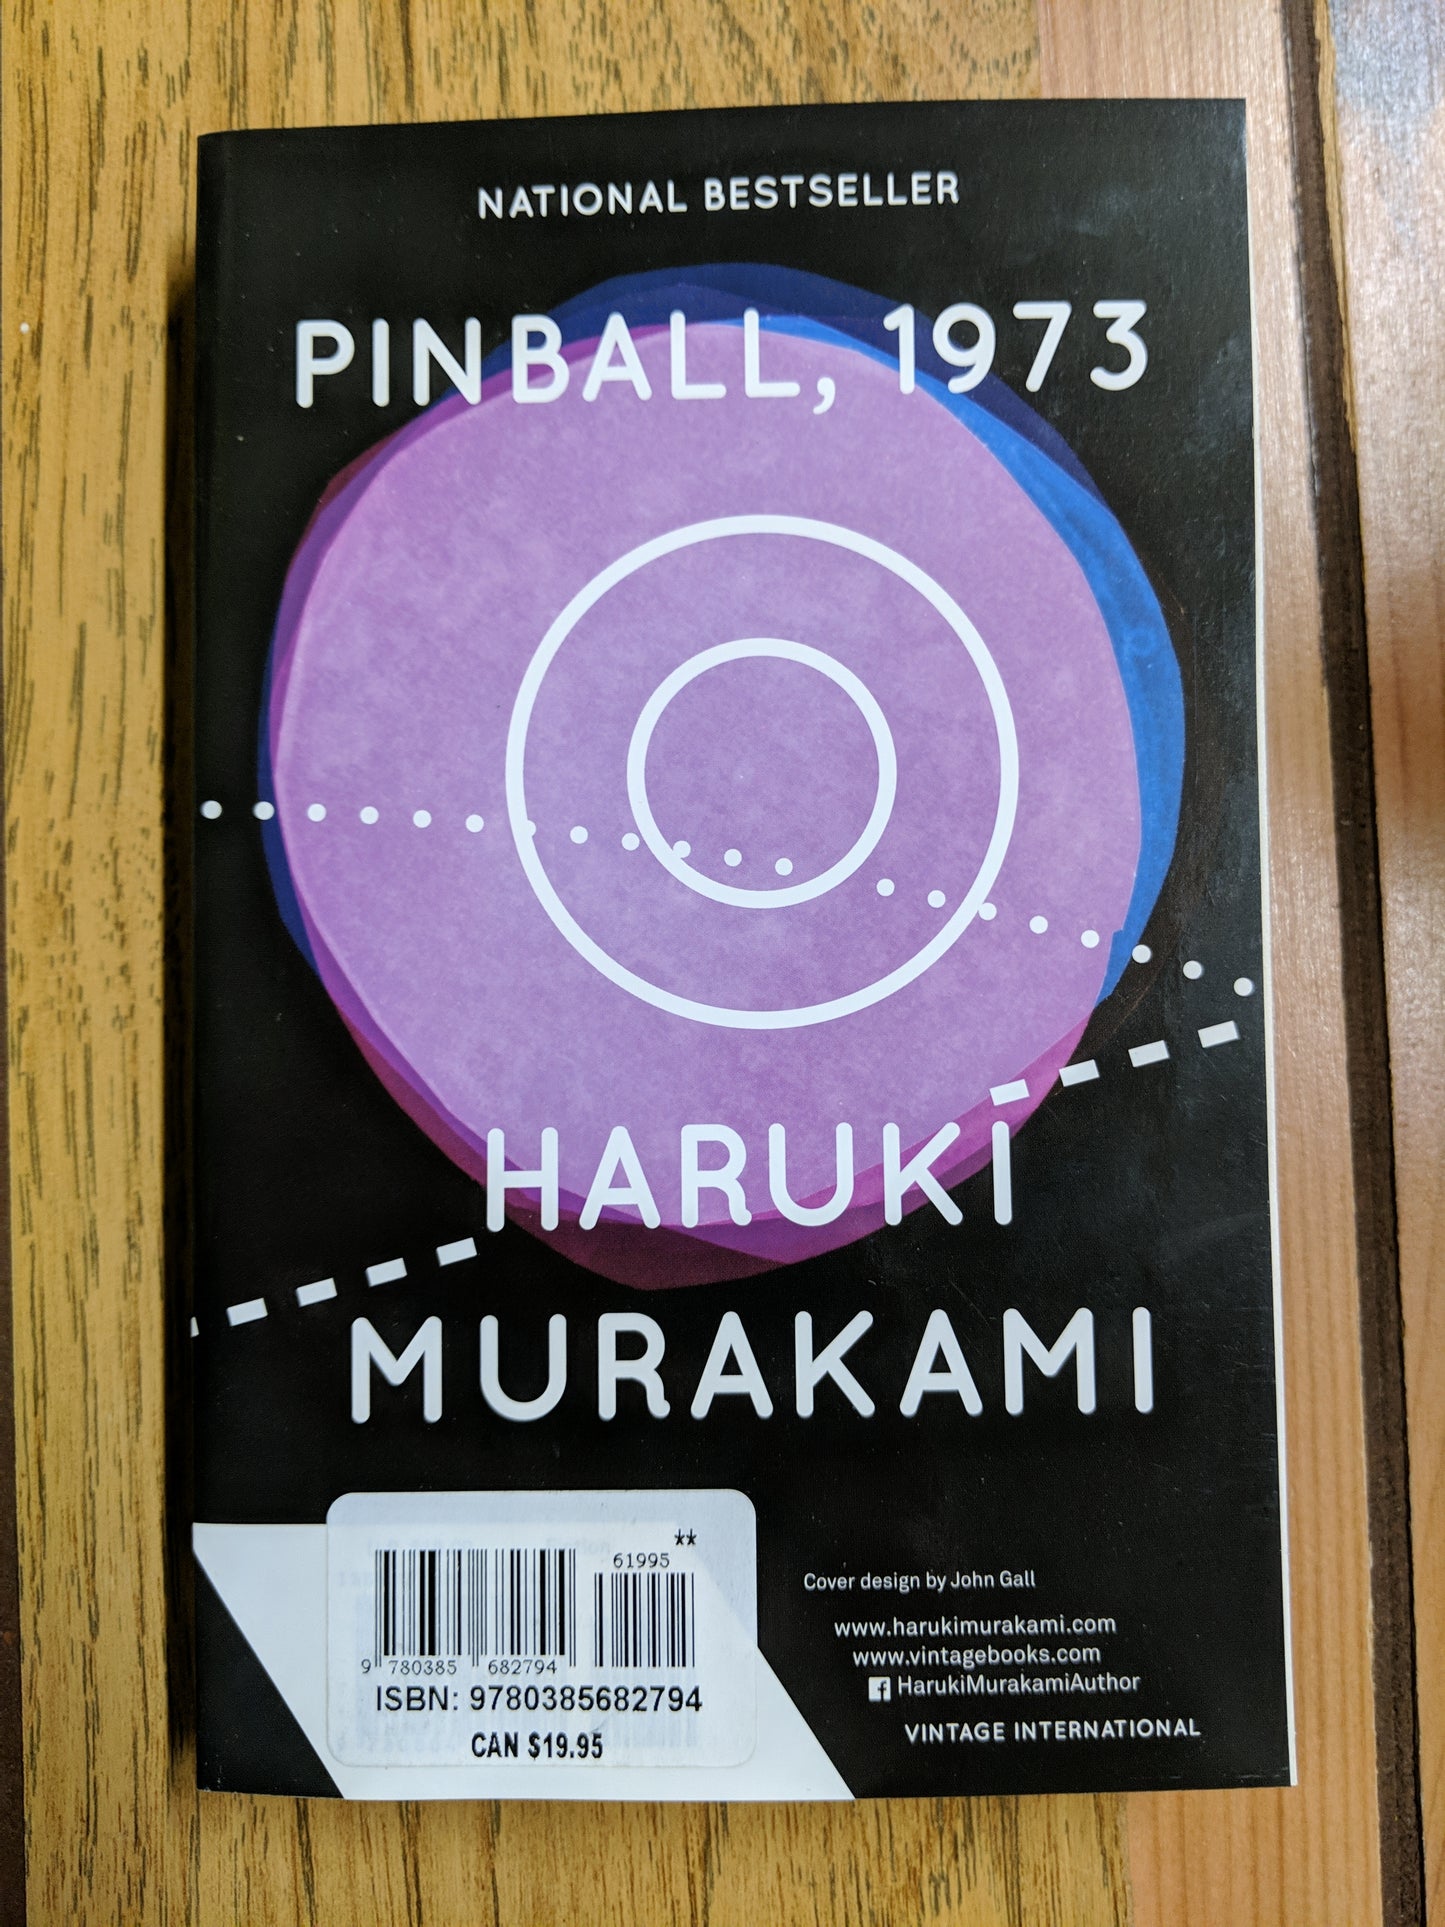 NATIONAL BESTSELLER
PINBALL, 1973
HARUKI
MURAKAMI
**
61995
9 780385 682794
ISBN: 9780385682794
CAN $19.95
Cover design by John Gall
www.harukimurakami.com
www.vintagebooks.com
f HarukiMurakamiAuthor
VINTAGE INTERNATIONAL